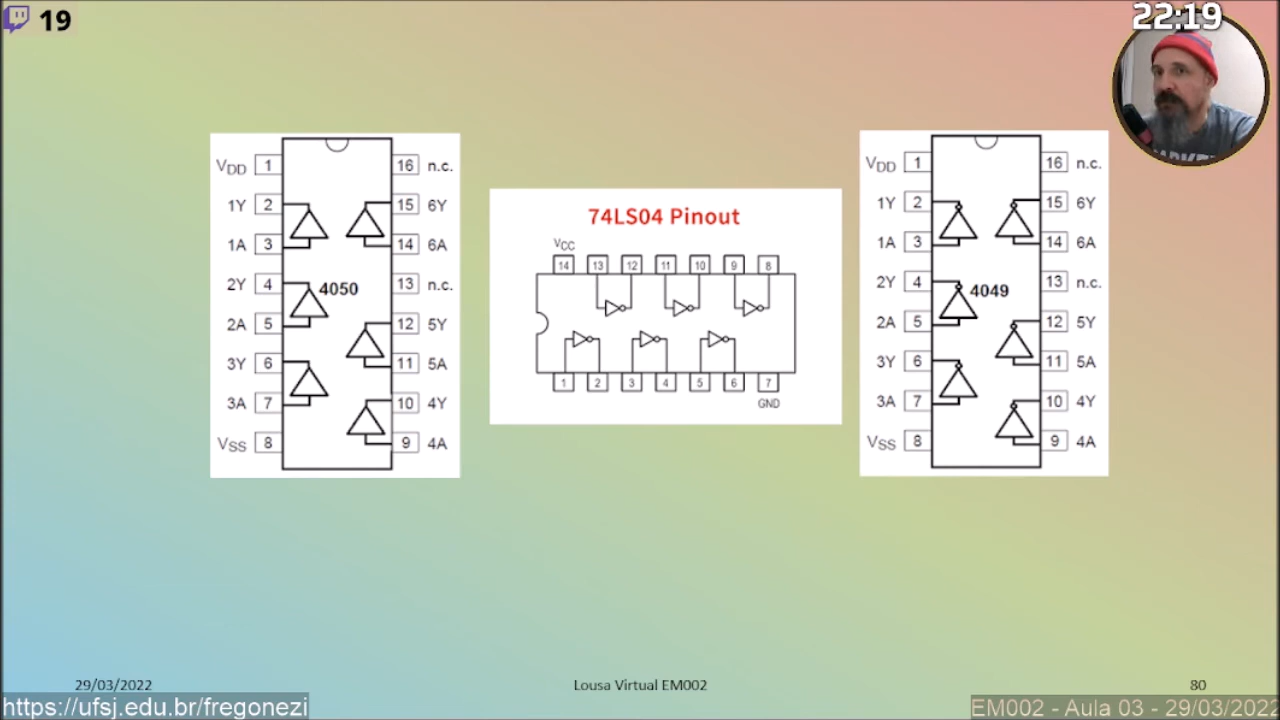 19
22:19
VDD 1 16 n.c.
1Y 2 15 6Y
1A 3 14 6A
2Y 4 4050 13 n.c.
2A 5 12 5Y
3Y 6 11 5A
3A 7 10 4Y
VSS 8 9 4A
74LS04 Pinout
VCC
14 13 12 11 10 9 8
1 2 3 4 5 6 7
GND
VDD 1 16 n.c.
1Y 2 15 6Y
1A 3 14 6A
2Y 4 4049 13 n.c.
2A 5 12 5Y
3Y 6 11 5A
3A 7 10 4Y
VSS 8 9 4A
29/03/2022
Lousa Virtual EM002
80
https://ufsj.edu.br/fregonezi
EM002 - Aula 03 - 29/03/2022